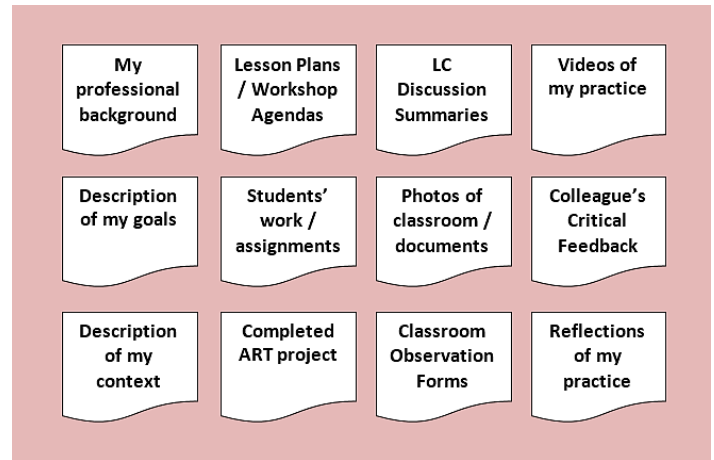 My
professional
background
Lesson Plans
/ Workshop
Agendas
LC
Discussion
Summaries
Videos of
my practice
Description
of my goals
Students’
work /
assignments
Photos of
classroom /
documents
Colleague’s
Critical
Feedback
Description
of my
context
Completed
ART project
Classroom
Observation
Forms
Reflections
of my
practice